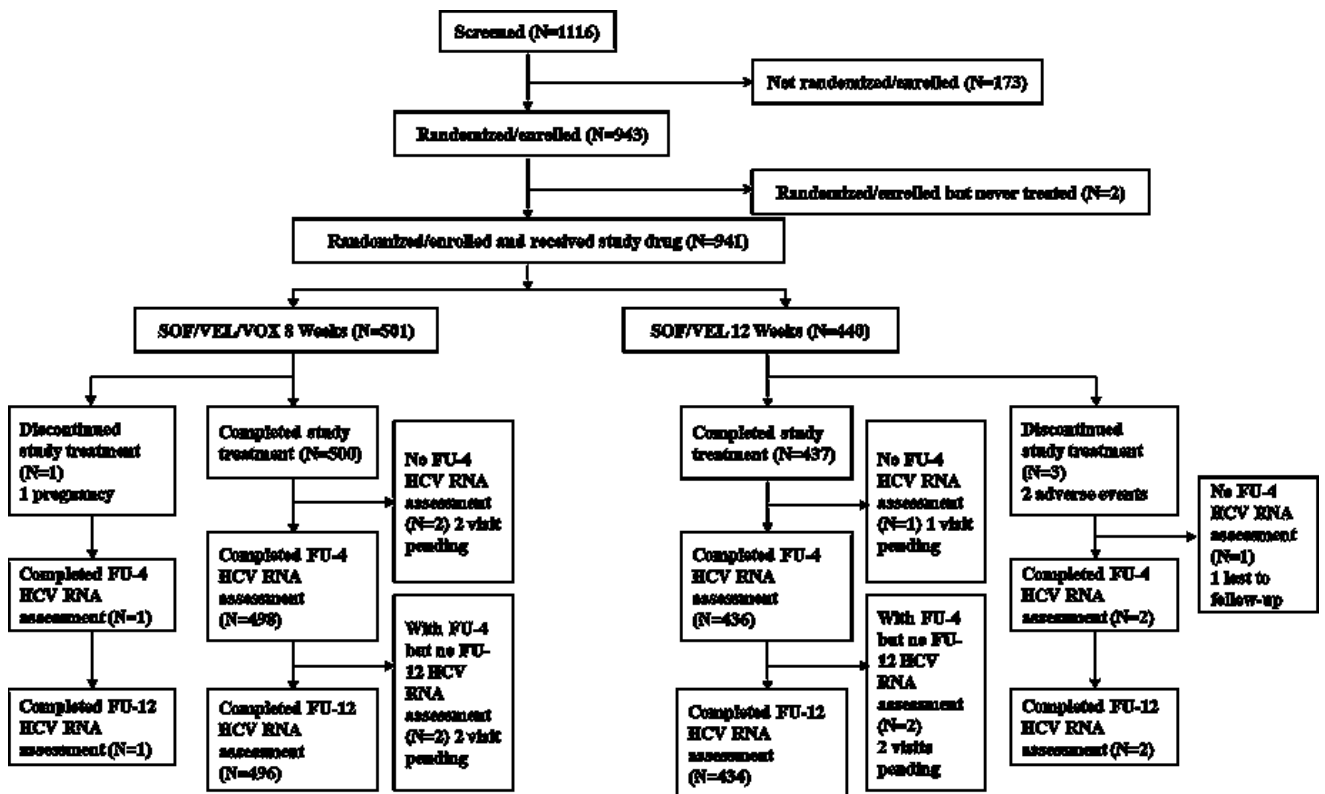 Screened (N=1116)
Not randomized/enrolled (N=173)
Randomized/enrolled (N=943)
Randomized/enrolled but never treated (N=2)
Randomized/enrolled and received study drug (N=941)
SOF/VEL/VOX 8 Weeks (N=501)
SOF/VEL 12 Weeks (N=440)
Discontinued
study treatment
(N=1)
1 pregnancy
Completed study
treatment (N=500)
No FU-4
HCV RNA
assessment
(N=2) 2 visit
pending
Completed FU-4
HCV RNA
assessment (N=1)
Completed FU-4
HCV RNA
assessment
(N=498)
With FU-4
but no FU-
12 HCV
RNA
assessment
(N=2) 2 visit
pending
Completed FU-12
HCV RNA
assessment (N=1)
Completed FU-12
HCV RNA
assessment
(N=496)
Completed study
treatment (N=437)
No FU-4
HCV RNA
assessment
(N=1) 1 visit
pending
Discontinued
study treatment
(N=3)
2 adverse events
No FU-4
HCV RNA
assessment
(N=1)
1 lost to
follow-up
Completed FU-4
HCV RNA
assessment
(N=436)
Completed FU-4
HCV RNA
assessment (N=2)
With FU-4
but no FU-
12 HCV
RNA
assessment
(N=2)
2 visits
pending
Completed FU-12
HCV RNA
assessment
(N=434)
Completed FU-12
HCV RNA
assessment (N=2)